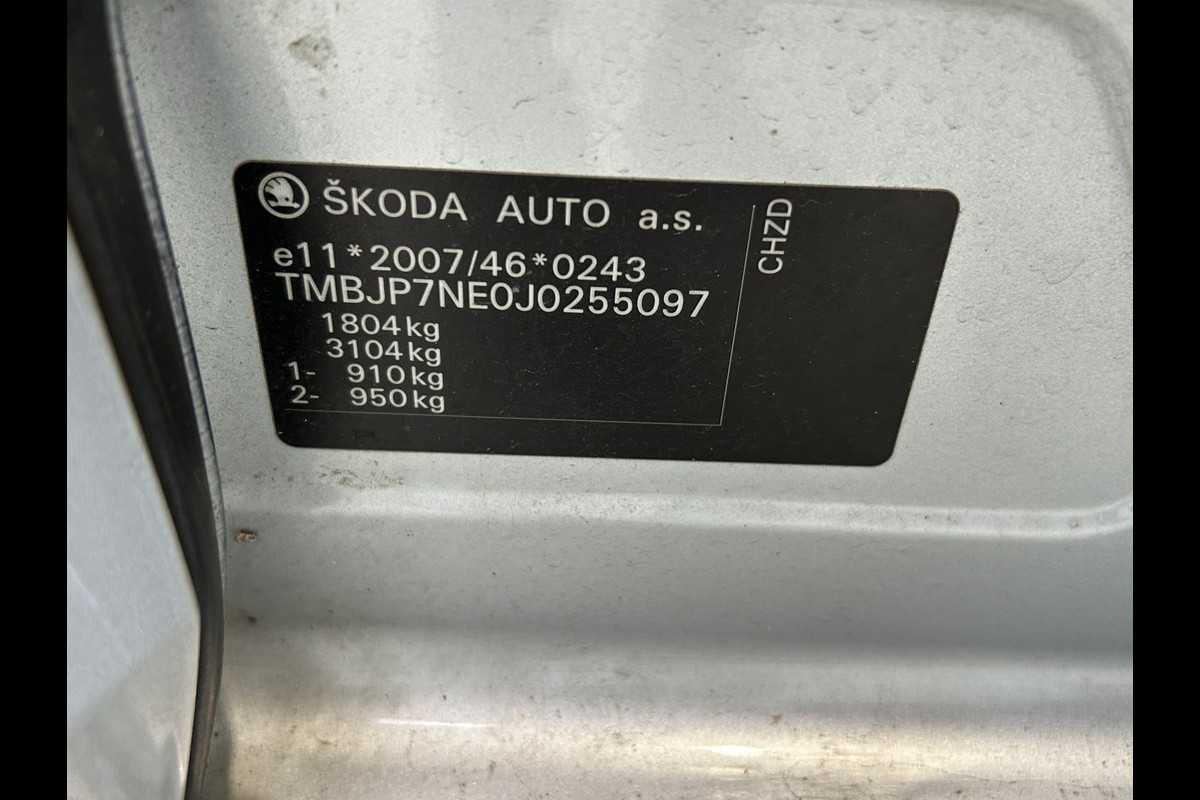 ŠKODA AUTO a.s.
e11*2007/46*0243
TMBJP7NE0J0255097
1804kg
3104kg
1- 910kg
2- 950kg
CHZD